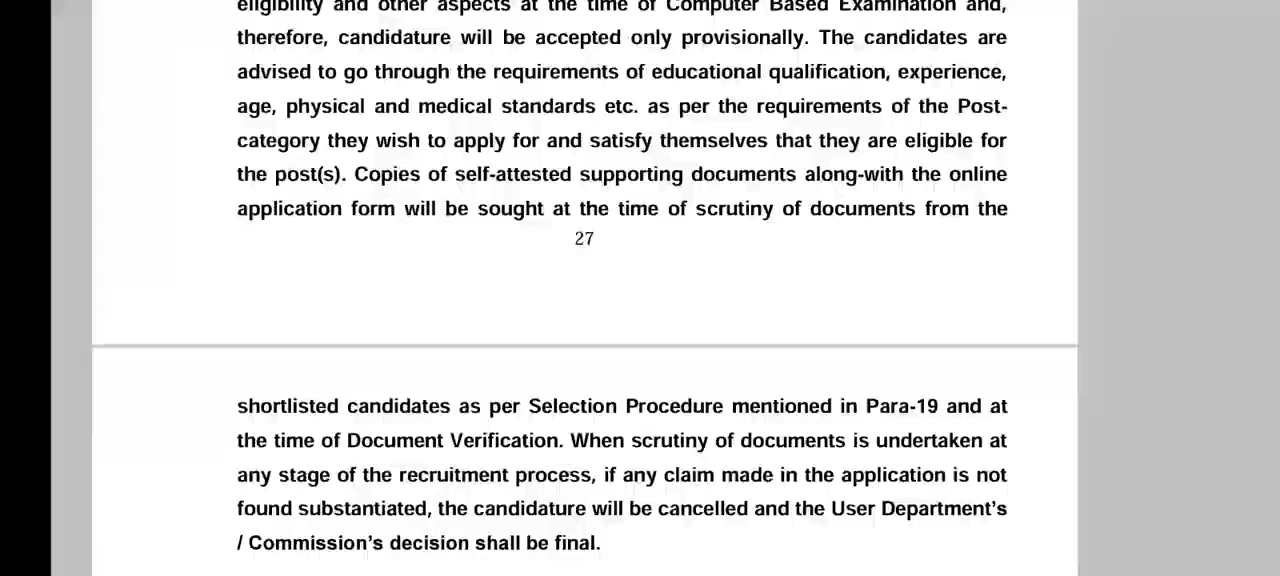 eligibility and other aspects at the time of Computer Based Examination and,
therefore, candidature will be accepted only provisionally. The candidates are
advised to go through the requirements of educational qualification, experience,
age, physical and medical standards etc. as per the requirements of the Post-
category they wish to apply for and satisfy themselves that they are eligible for
the post(s). Copies of self-attested supporting documents along-with the online
application form will be sought at the time of scrutiny of documents from the
27
shortlisted candidates as per Selection Procedure mentioned in Para-19 and at
the time of Document Verification. When scrutiny of documents is undertaken at
any stage of the recruitment process, if any claim made in the application is not
found substantiated, the candidature will be cancelled and the User Department’s
/ Commission’s decision shall be final.